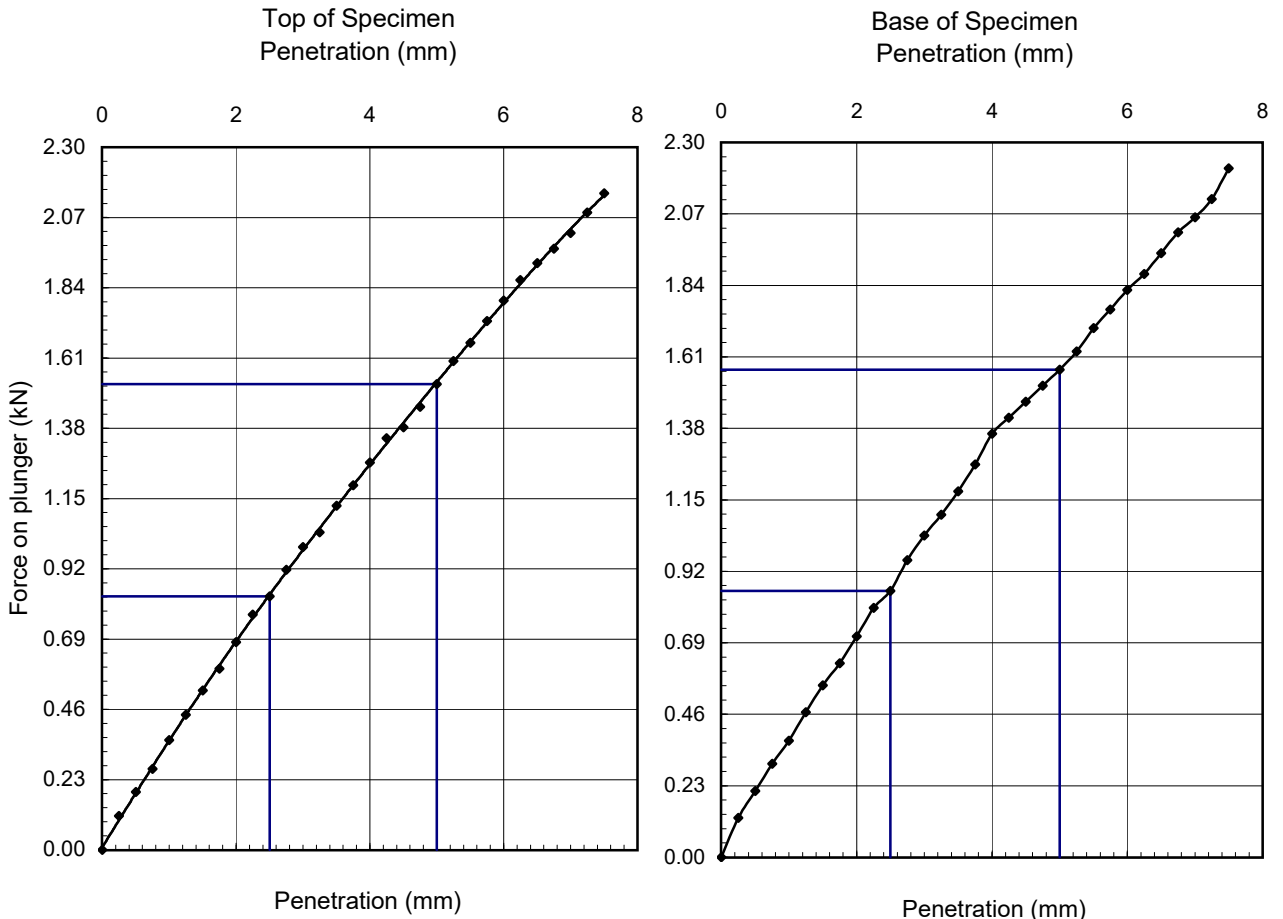 Top of Specimen
Penetration (mm)
0 2 4 6 8
2.30
2.07
1.84
1.61
1.38
1.15
0.92
0.69
0.46
0.23
0.00
Force on plunger (kN)
Penetration (mm)
Base of Specimen
Penetration (mm)
0 2 4 6 8
2.30
2.07
1.84
1.61
1.38
1.15
0.92
0.69
0.46
0.23
0.00
Penetration (mm)